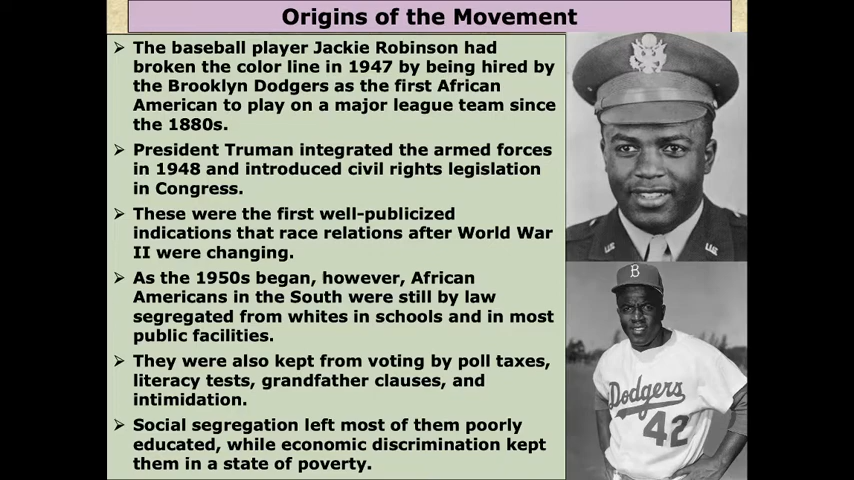 Origins of the Movement
➢ The baseball player Jackie Robinson had
broken the color line in 1947 by being hired by
the Brooklyn Dodgers as the first African
American to play on a major league team since
the 1880s.
➢ President Truman integrated the armed forces
in 1948 and introduced civil rights legislation
in Congress.
➢ These were the first well-publicized
indications that race relations after World War
II were changing.
➢ As the 1950s began, however, African
Americans in the South were still by law
segregated from whites in schools and in most
public facilities.
➢ They were also kept from voting by poll taxes,
literacy tests, grandfather clauses, and
intimidation.
➢ Social segregation left most of them poorly
educated, while economic discrimination kept
them in a state of poverty.
U.S.
U.S.
B
Dodgers
42